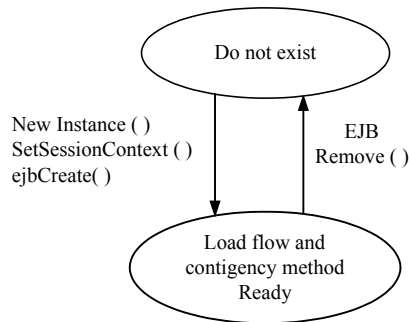 Do not exist
New Instance ( )
SetSessionContext ( )
ejbCreate( )
EJB
Remove ( )
Load flow and
contigency method
Ready